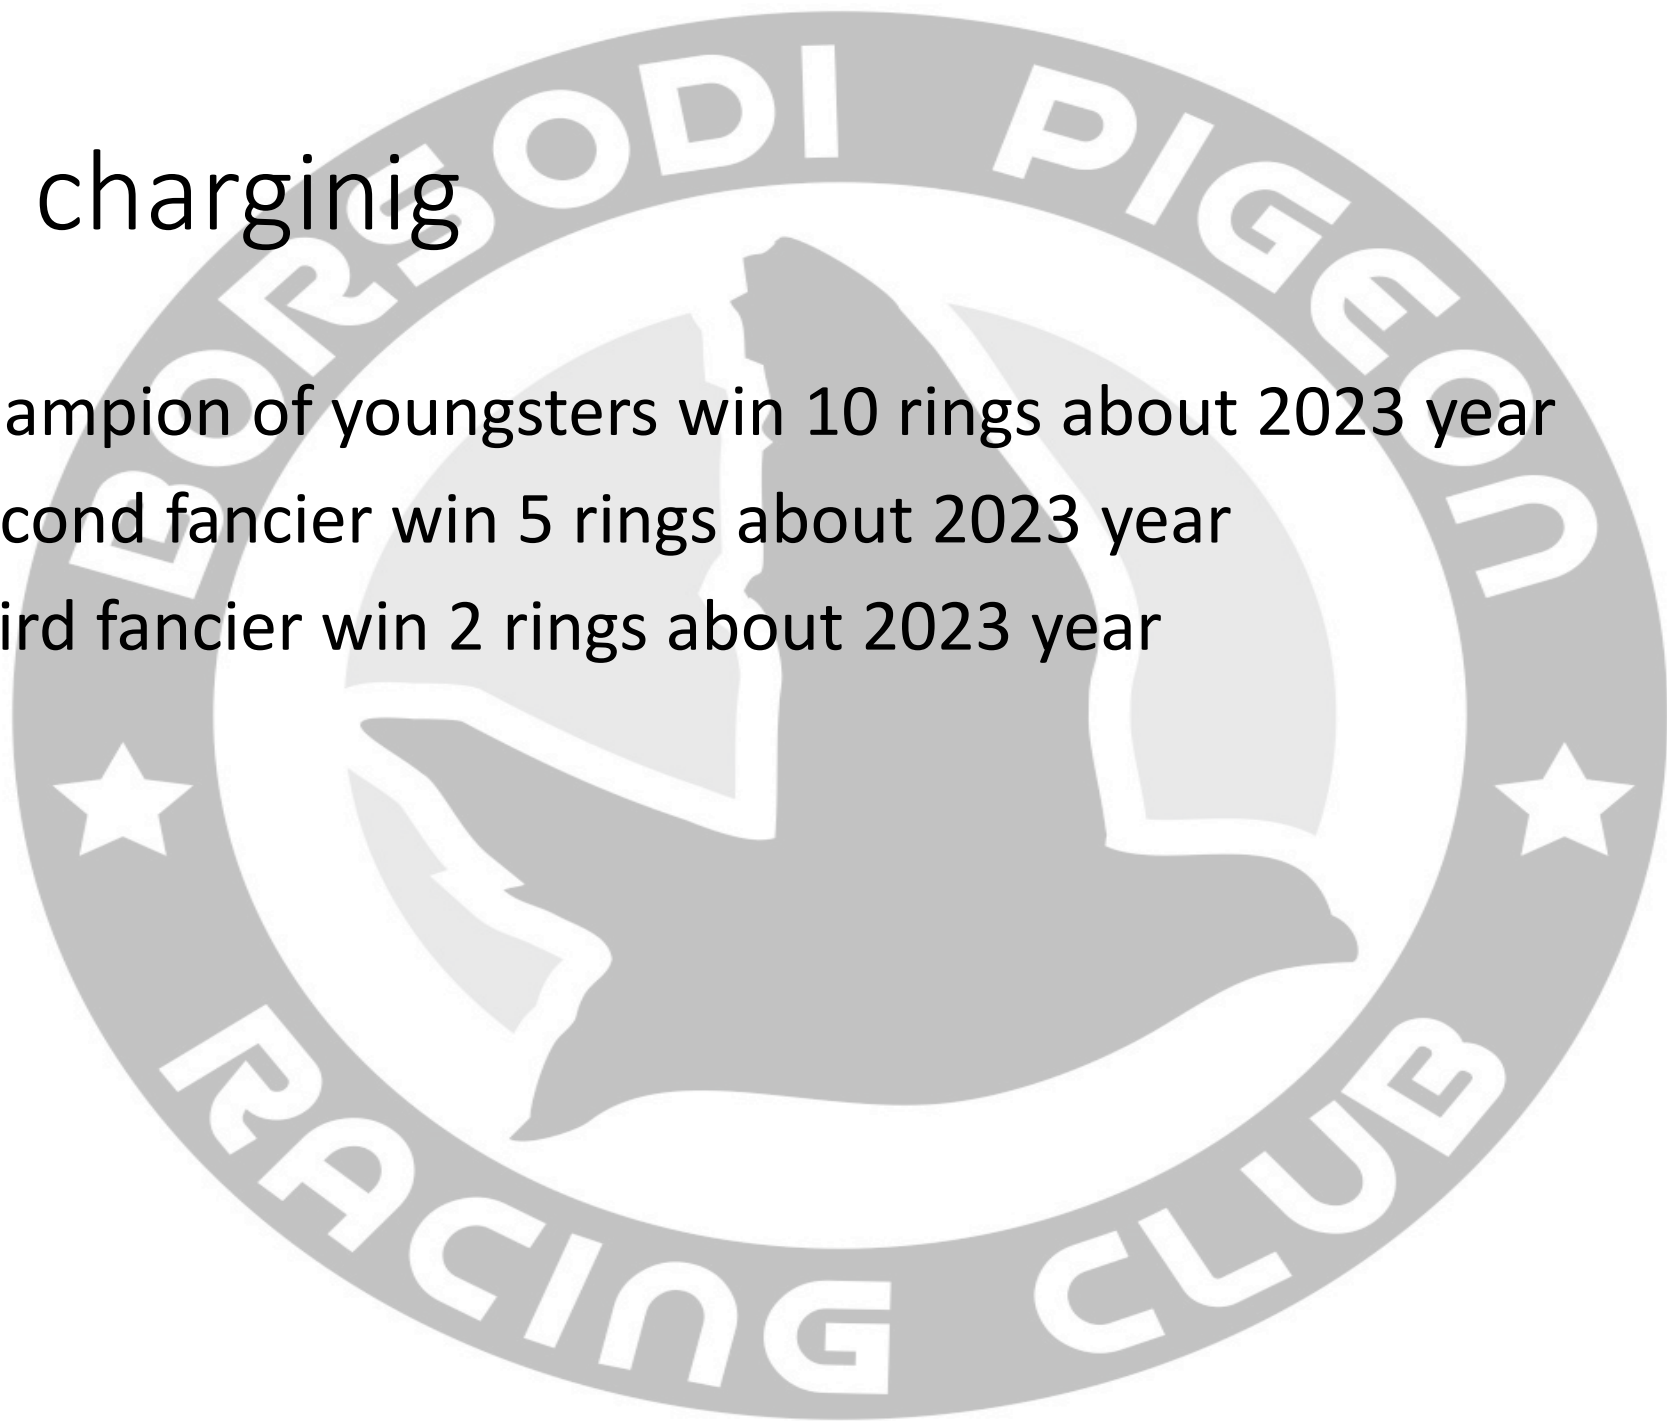 charginig
ampion of youngsters win 10 rings about 2023 year
cond fancier win 5 rings about 2023 year
ird fancier win 2 rings about 2023 year
BORSODI PIGEON
RACING CLUB